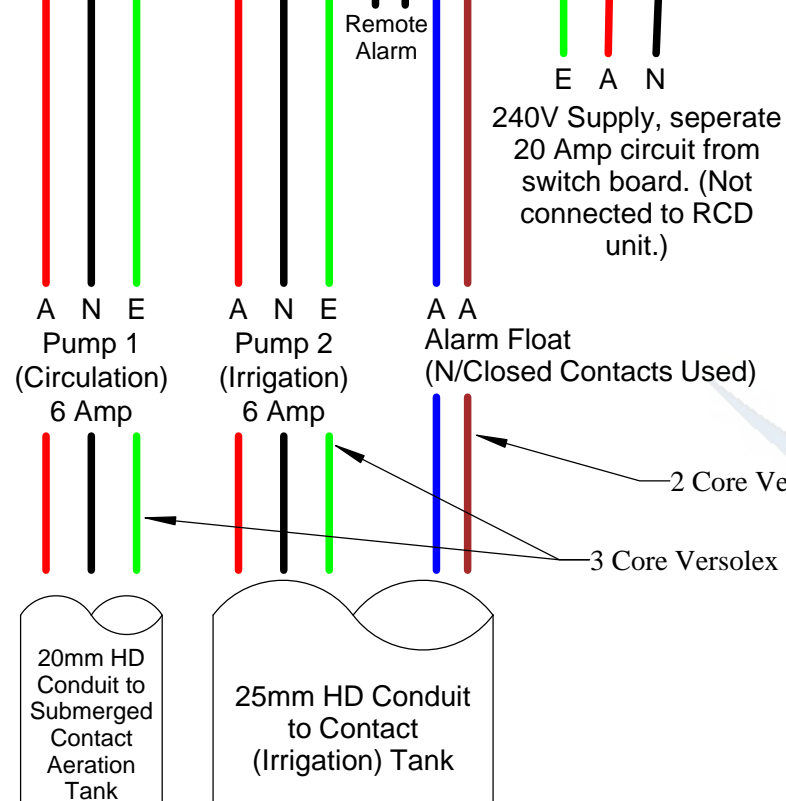 Remote
Alarm
E A N
240V Supply, seperate
20 Amp circuit from
switch board. (Not
connected to RCD
unit.)
A N E
Pump 1
(Circulation)
6 Amp
A N E
Pump 2
(Irrigation)
6 Amp
A A
Alarm Float
(N/Closed Contacts Used)
2 Core Ve
3 Core Versolex
20mm HD
Conduit to
Submerged
Contact
Aeration
Tank
25mm HD Conduit
to Contact
(Irrigation) Tank